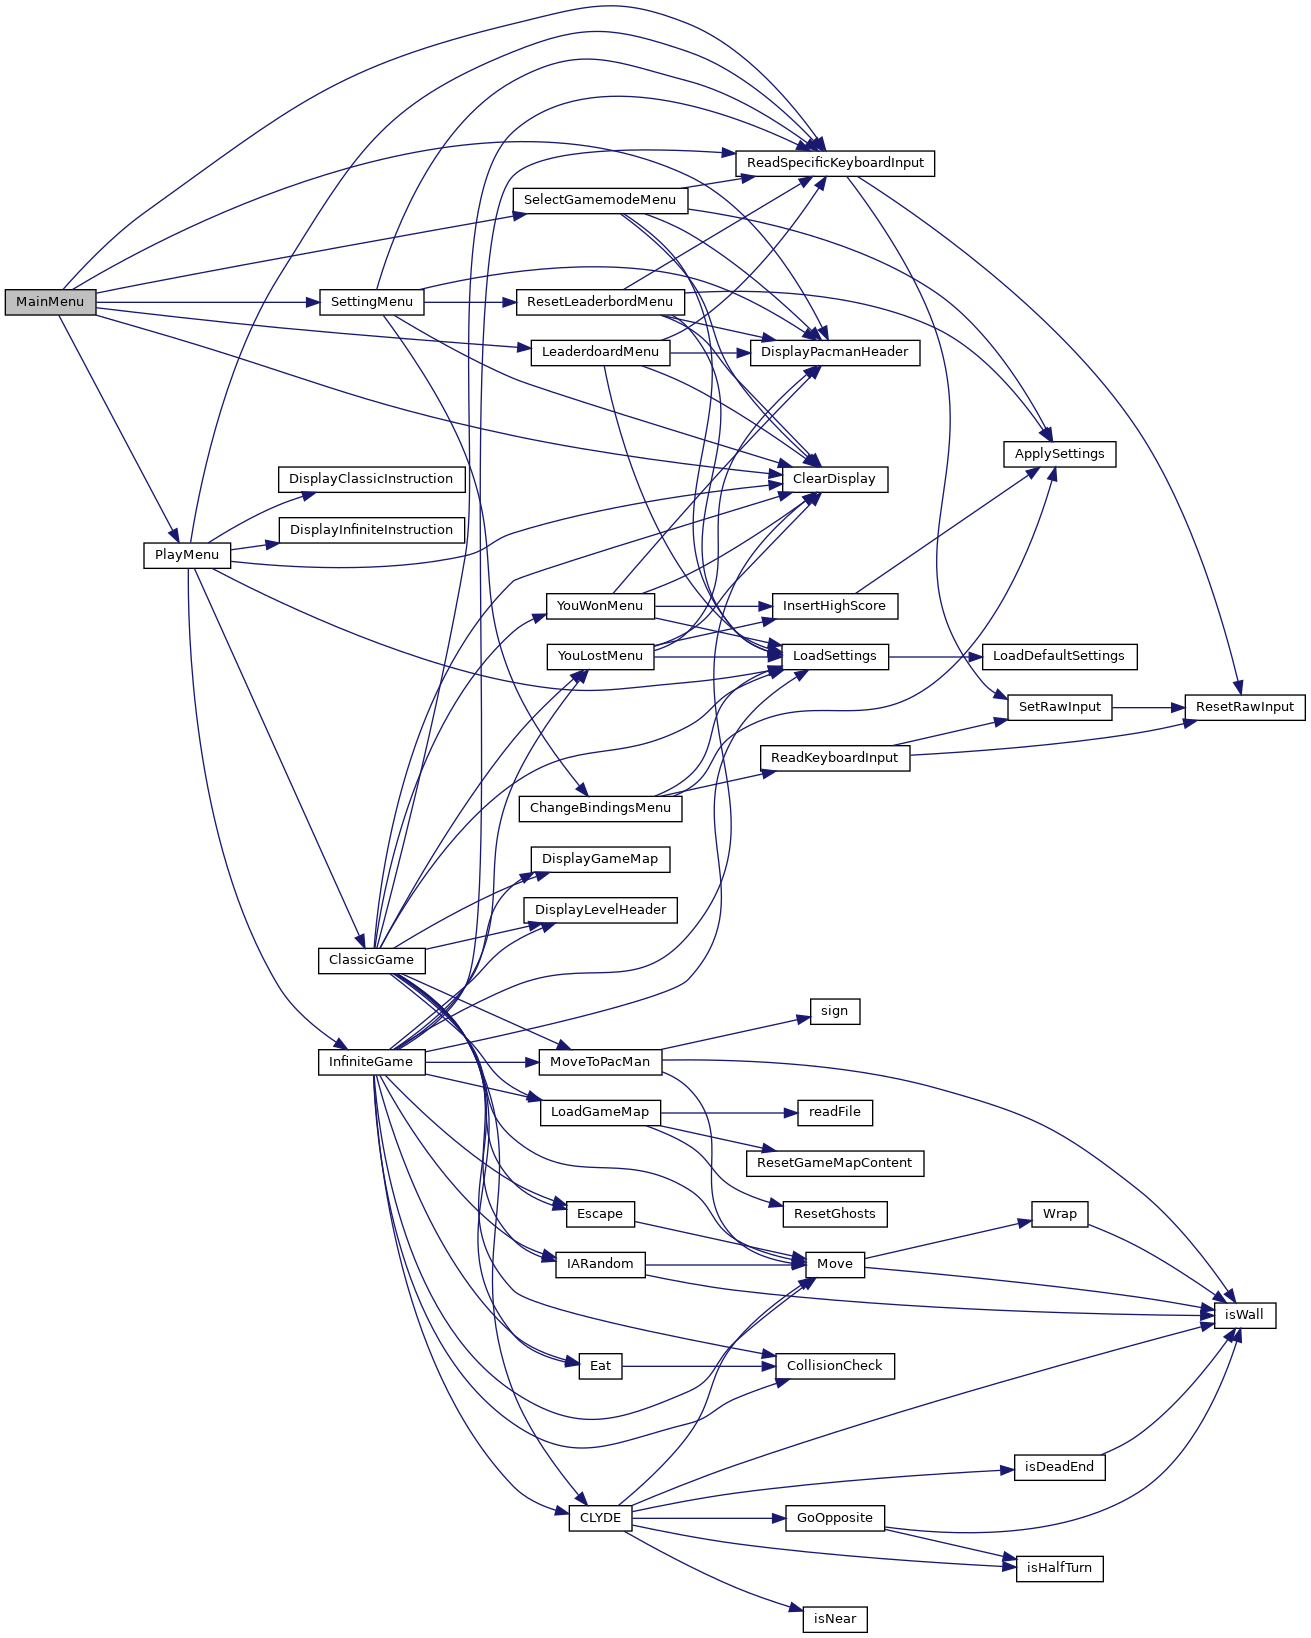 ReadSpecificKeyboardInput
SelectGamemodeMenu
MainMenu
SettingMenu
ResetLeaderbordMenu
LeaderdoardMenu
DisplayPacmanHeader
ApplySettings
DisplayClassicInstruction
ClearDisplay
DisplayInfiniteInstruction
PlayMenu
YouWonMenu
InsertHighScore
YouLostMenu
LoadSettings
LoadDefaultSettings
SetRawInput
ResetRawInput
ReadKeyboardInput
ChangeBindingsMenu
DisplayGameMap
DisplayLevelHeader
ClassicGame
sign
InfiniteGame
MoveToPacMan
LoadGameMap
readFile
ResetGameMapContent
Escape
ResetGhosts
Wrap
IARandom
Move
isWall
Eat
CollisionCheck
isDeadEnd
CLYDE
GoOpposite
isHalfTurn
isNear